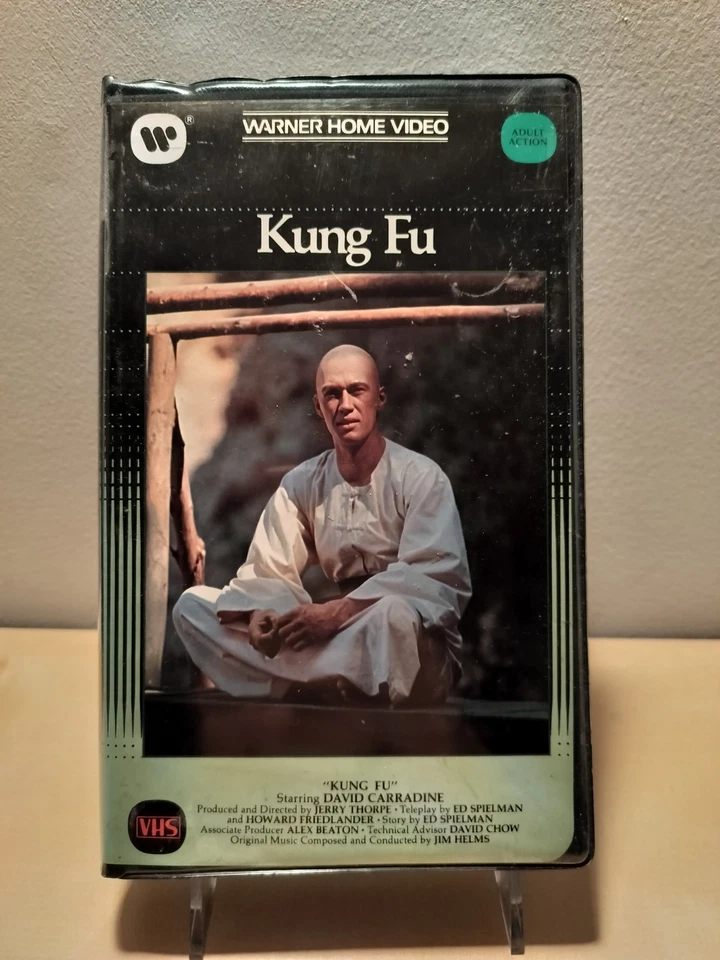 W®
WARNER HOME VIDEO
ADULT
ACTION
Kung Fu
"KUNG FU"
Starring DAVID CARRADINE
Produced and Directed by JERRY THORPE • Teleplay by ED SPIELMAN
and HOWARD FRIEDLANDER • Story by ED SPIELMAN
Associate Producer ALEX BEATON • Technical Advisor DAVID CHOW
Original Music Composed and Conducted by JIM HELMS
VHS